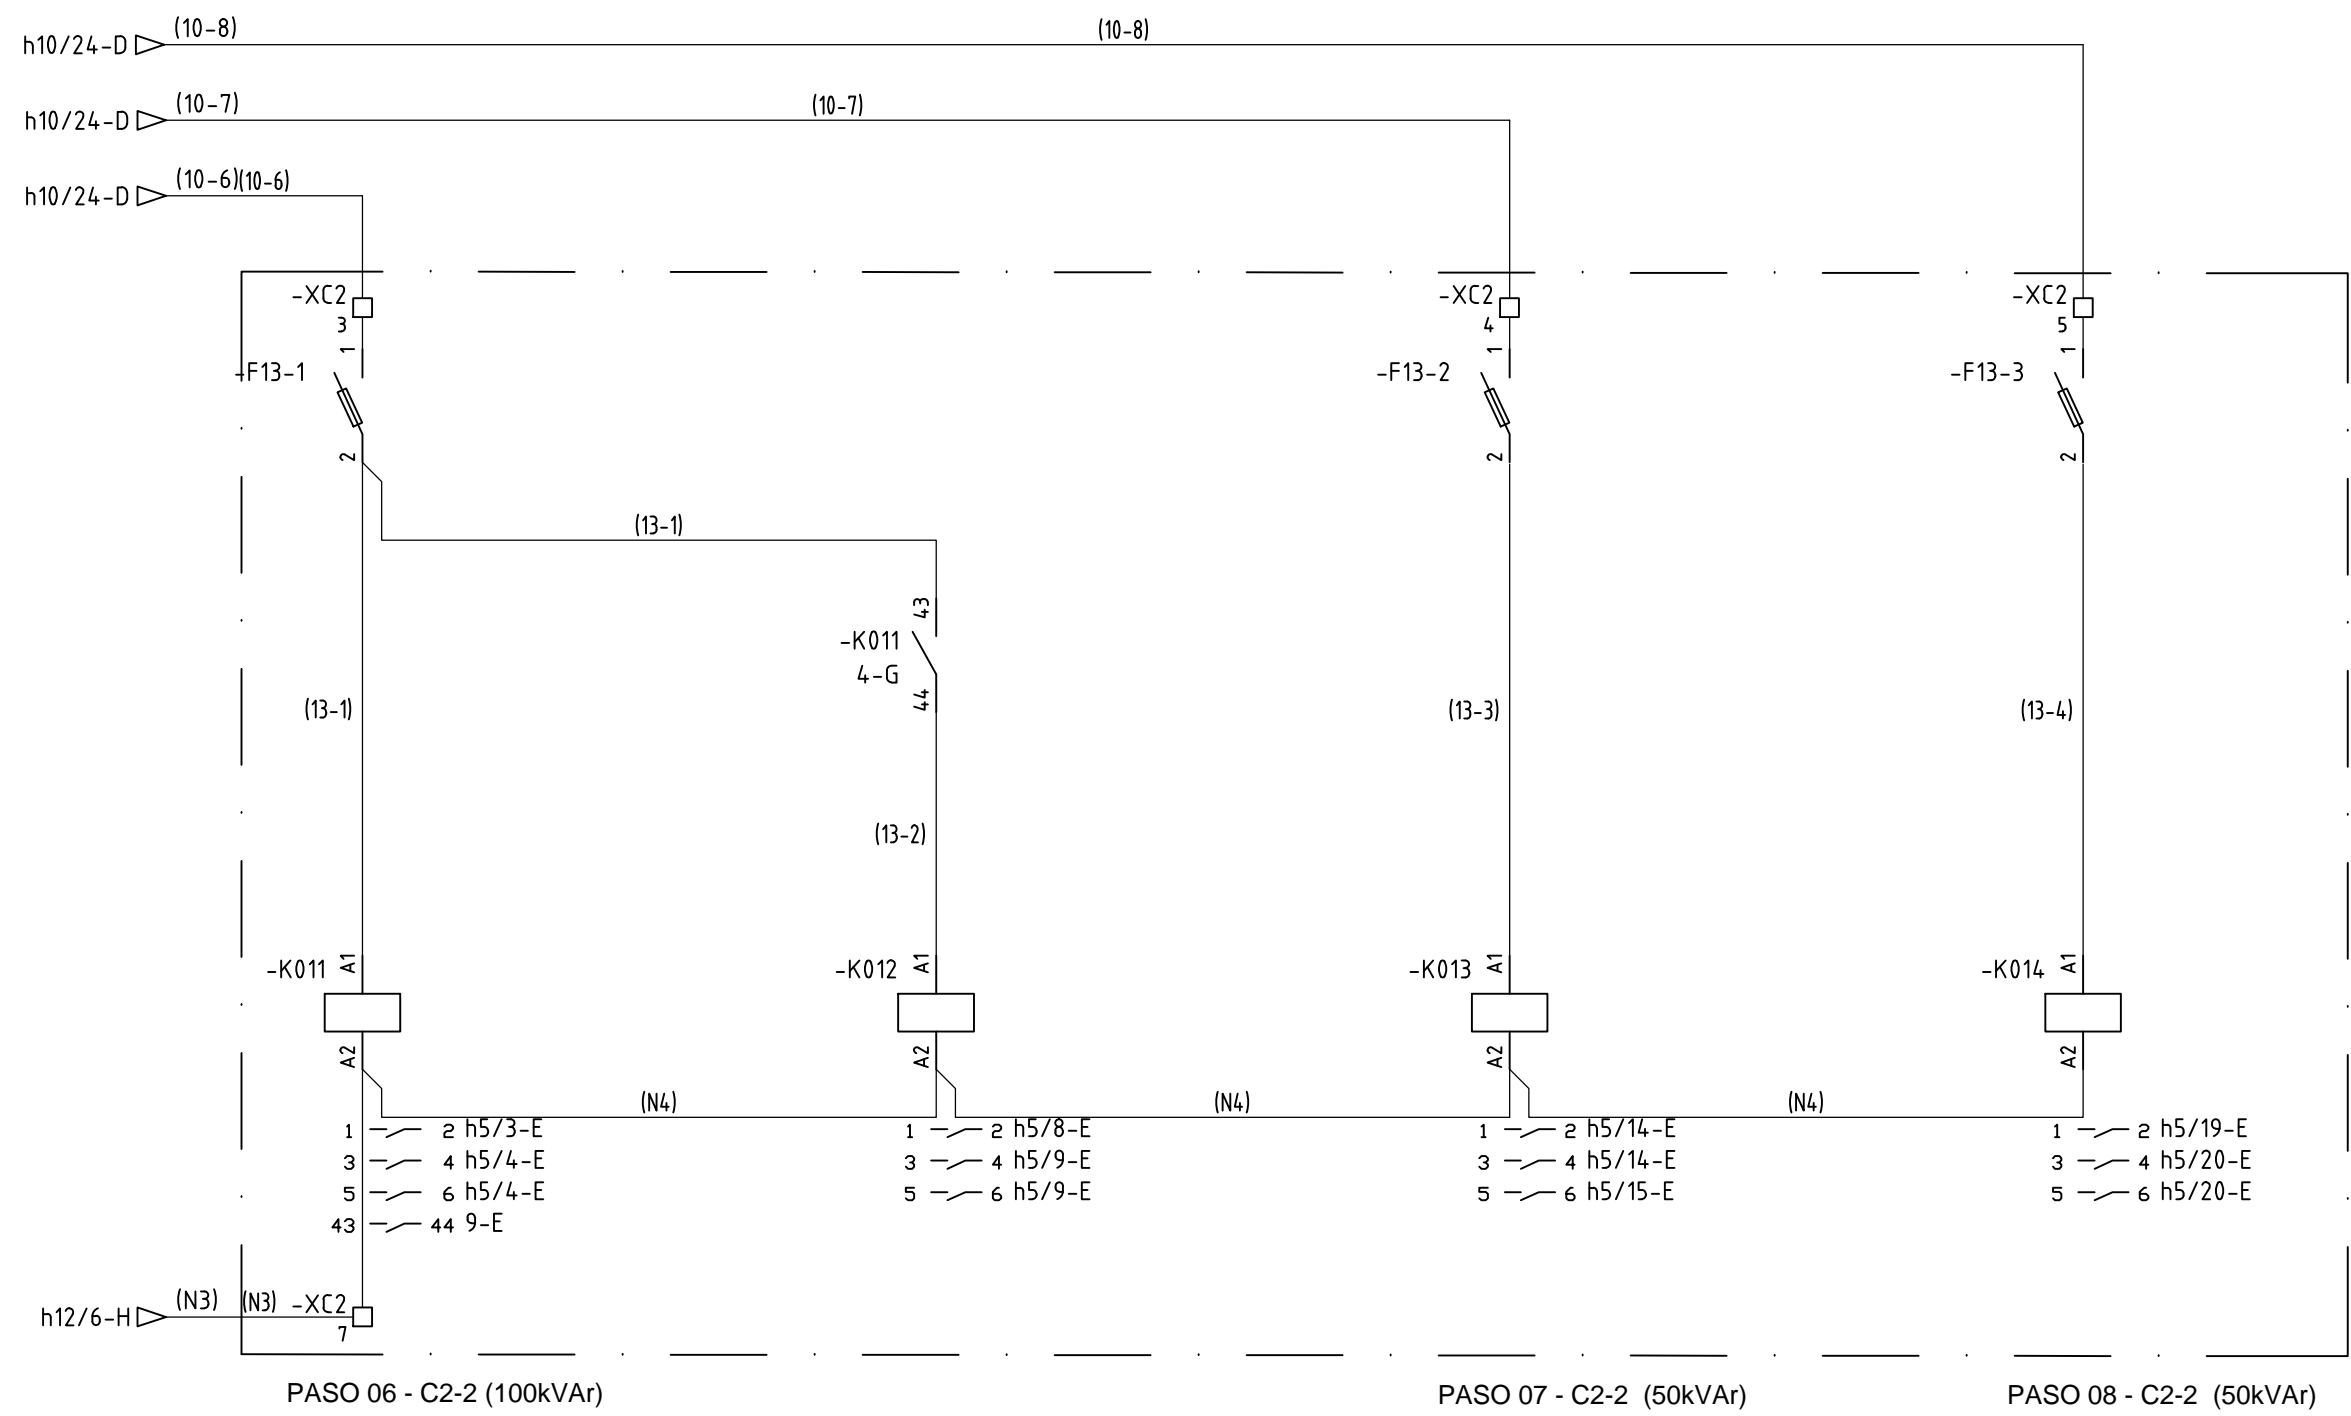 h10/24-D (10-8) (10-8)
h10/24-D (10-7) (10-7)
h10/24-D (10-6)(10-6)
-XC2 -XC2 -XC2
3 4 5
1 1 1
-F13-1 -F13-2 -F13-3
2 2 2
(13-1)
43
-K011
4-G
44
(13-1) (13-3) (13-4)
(13-2)
-K011 A1 -K012 A1 -K013 A1 -K014 A1
A2 A2 A2 A2
(N4) (N4) (N4)
1 2 h5/3-E 1 2 h5/8-E 1 2 h5/14-E 1 2 h5/19-E
3 4 h5/4-E 3 4 h5/9-E 3 4 h5/14-E 3 4 h5/20-E
5 6 h5/4-E 5 6 h5/9-E 5 6 h5/15-E 5 6 h5/20-E
43 44 9-E
h12/6-H (N3) (N3) -XC2
7
PASO 06 - C2-2 (100kVAr) PASO 07 - C2-2 (50kVAr) PASO 08 - C2-2 (50kVAr)